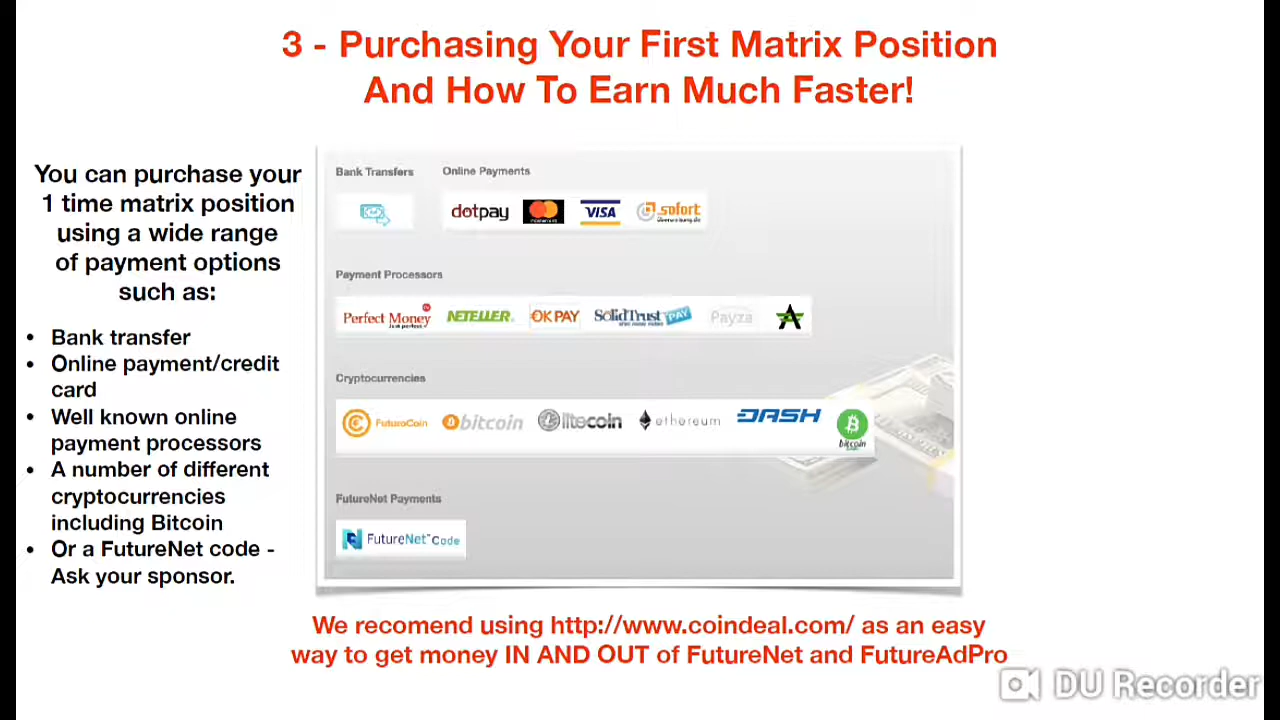 3 - Purchasing Your First Matrix Position
And How To Earn Much Faster!
You can purchase your
1 time matrix position
using a wide range
of payment options
such as:
• Bank transfer
• Online payment/credit
card
• Well known online
payment processors
• A number of different
cryptocurrencies
including Bitcoin
• Or a FutureNet code -
Ask your sponsor.
Bank Transfers Online Payments
dotpay VISA sofort
Payment Processors
Perfect Money NETELLER OKPAY SolidTrust PAY Payza
Cryptocurrencies
FuturoCoin bitcoin litecoin ethereum DASH bitcoin
FutureNet Payments
FutureNet Code
We recomend using http://www.coindeal.com/ as an easy
way to get money IN AND OUT of FutureNet and FutureAdPro
DU Recorder